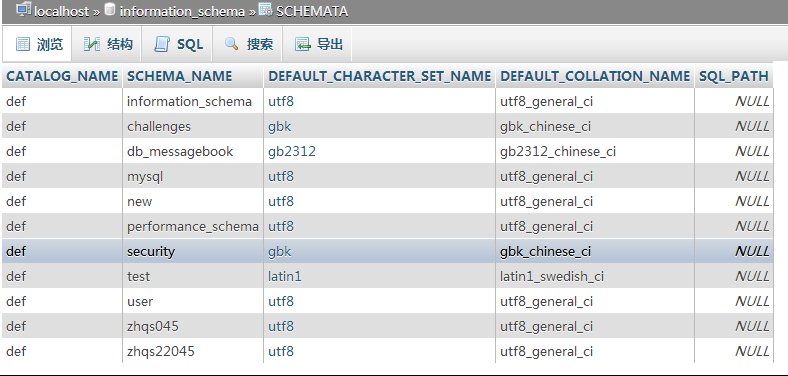 localhost » information_schema » SCHEMATA
浏览 结构 SQL 搜索 导出
CATALOG_NAME SCHEMA_NAME DEFAULT_CHARACTER_SET_NAME DEFAULT_COLLATION_NAME SQL_PATH
def information_schema utf8 utf8_general_ci NULL
def challenges gbk gbk_chinese_ci NULL
def db_messagebook gb2312 gb2312_chinese_ci NULL
def mysql utf8 utf8_general_ci NULL
def new utf8 utf8_general_ci NULL
def performance_schema utf8 utf8_general_ci NULL
def security gbk gbk_chinese_ci NULL
def test latin1 latin1_swedish_ci NULL
def user utf8 utf8_general_ci NULL
def zhqs045 utf8 utf8_general_ci NULL
def zhqs22045 utf8 utf8_general_ci NULL